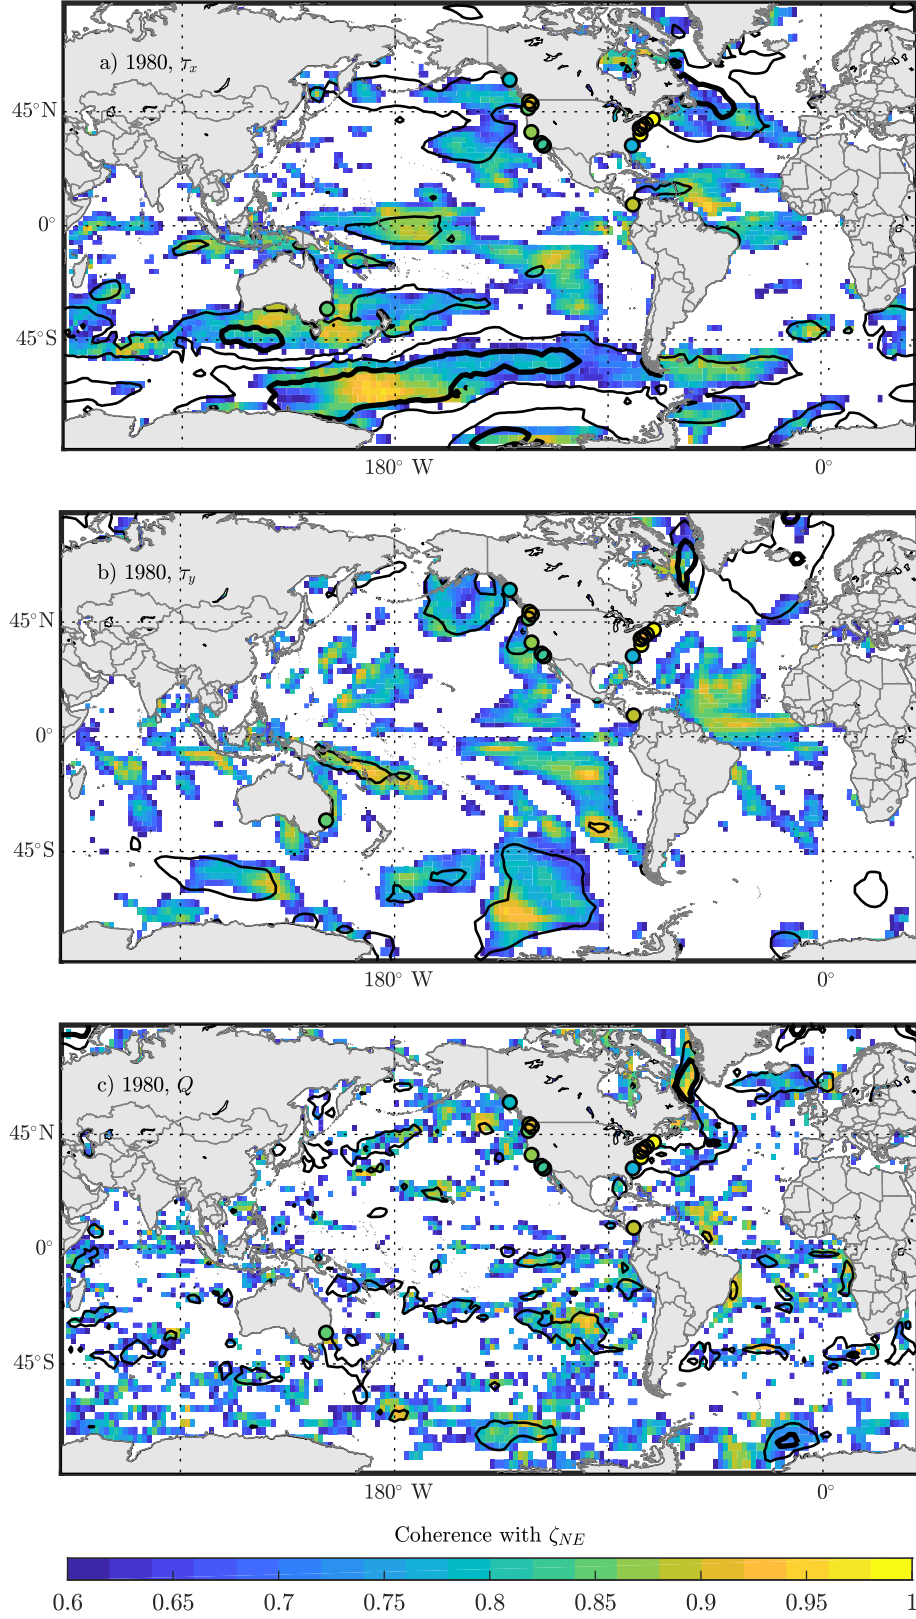 a) 1980, τx
45°N
0°
45°S
180° W
0°
b) 1980, τy
45°N
0°
45°S
180° W
0°
c) 1980, Q
45°N
0°
45°S
180° W
0°
Coherence with ζNE
0.6 0.65 0.7 0.75 0.8 0.85 0.9 0.95 1